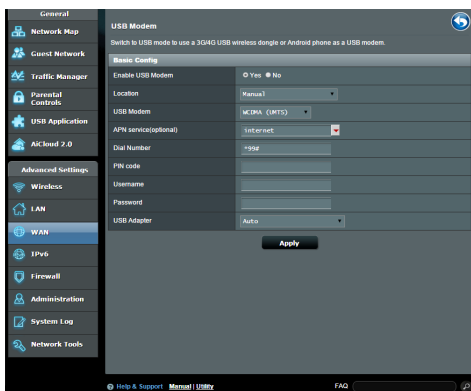 General
Network Map
Guest Network
Traffic Manager
Parental
Controls
USB Application
AiCloud 2.0
Advanced Settings
Wireless
LAN
WAN
IPv6
Firewall
Administration
System Log
Network Tools
USB Modem
Switch to USB mode to use a 3G/4G USB wireless dongle or Android phone as a USB modem.
Basic Config
Enable USB Modem Yes No
Location Manual
USB Modem WCDMA (UMTS)
APN service(optional) internet
Dial Number *99#
PIN code
Username
Password
USB Adapter Auto
Apply
Help & Support Manual | Utility FAQ